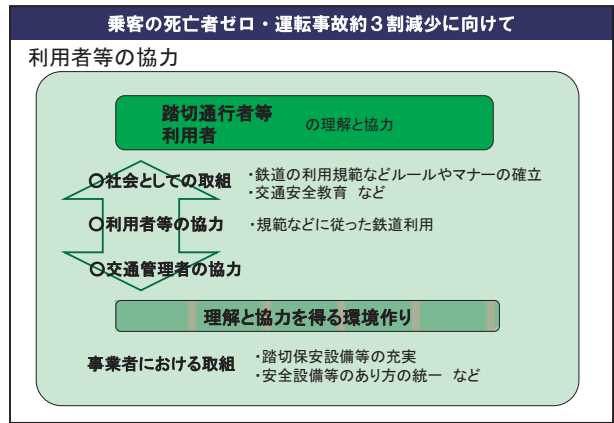 乗客の死亡者ゼロ・運転事故約３割減少に向けて
利用者等の協力
踏切通行者等
利用者
の理解と協力
○社会としての取組
・鉄道の利用規範などルールやマナーの確立
・交通安全教育 など
○利用者等の協力
・規範などに従った鉄道利用
○交通管理者の協力
理解と協力を得る環境作り
事業者における取組
・踏切保安設備等の充実
・安全設備等のあり方の統一 など